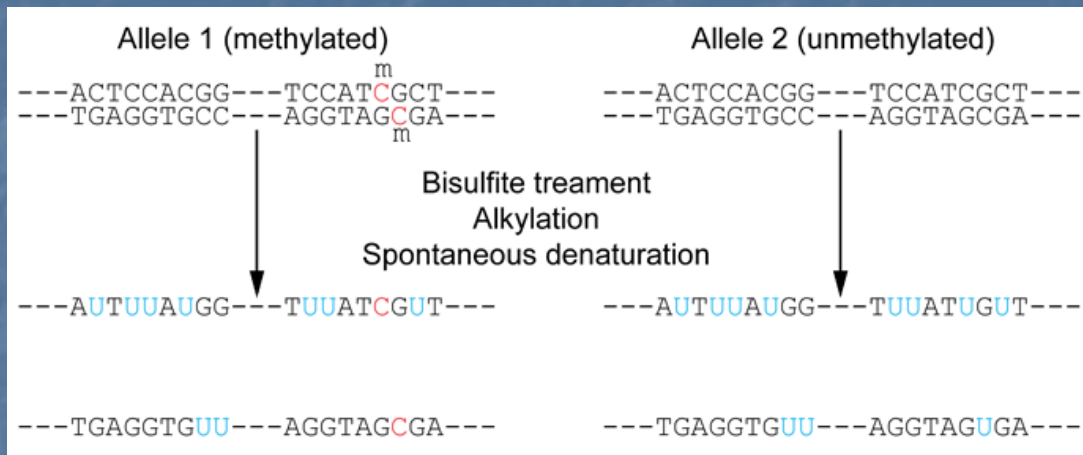 Allele 1 (methylated) Allele 2 (unmethylated)
m
---ACTCCACGG---TCCATCGCT--- ---ACTCCACGG---TCCATCGCT---
---TGAGGTGCC---AGGTAGCGA--- ---TGAGGTGCC---AGGTAGCGA---
m
Bisulfite treament
Alkylation
Spontaneous denaturation
---AUTUUAUGG---TUUATCGUT--- ---AUTUUAUGG---TUUATUGUT---
---TGAGGTGUU---AGGTAGCGA--- ---TGAGGTGUU---AGGTAGUGA---